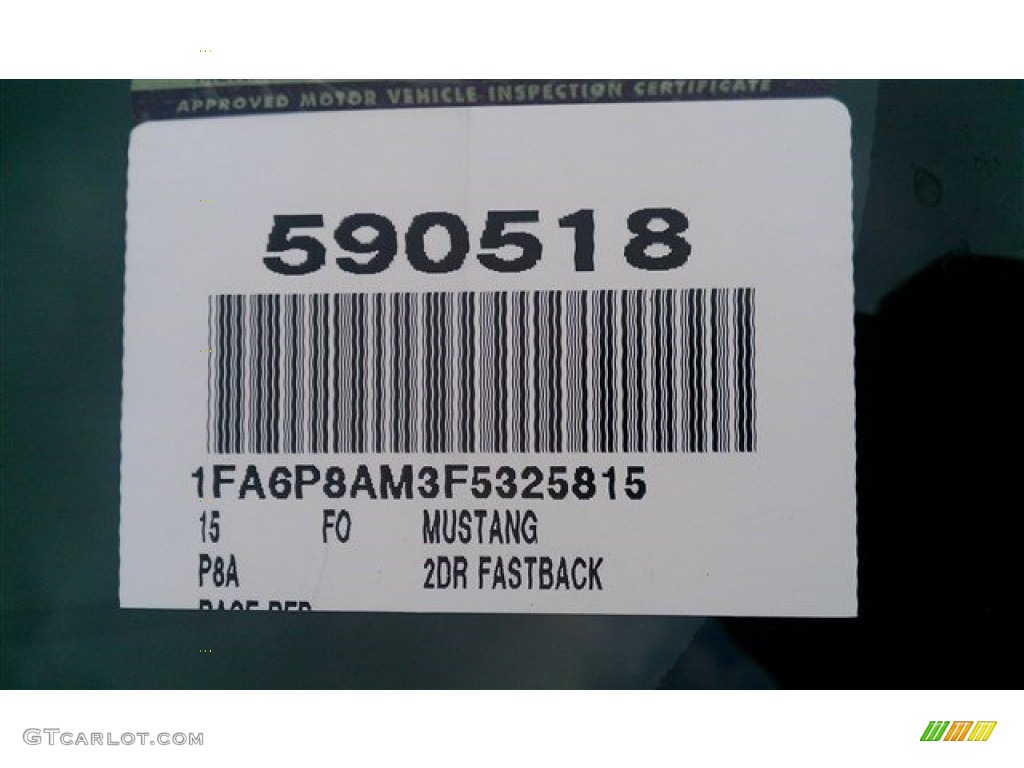 APPROVED MOTOR VEHICLE INSPECTION CERTIFICATE
590518
1FA6P8AM3F5325815
15 FO MUSTANG
P8A 2DR FASTBACK
GTCARLOT.COM